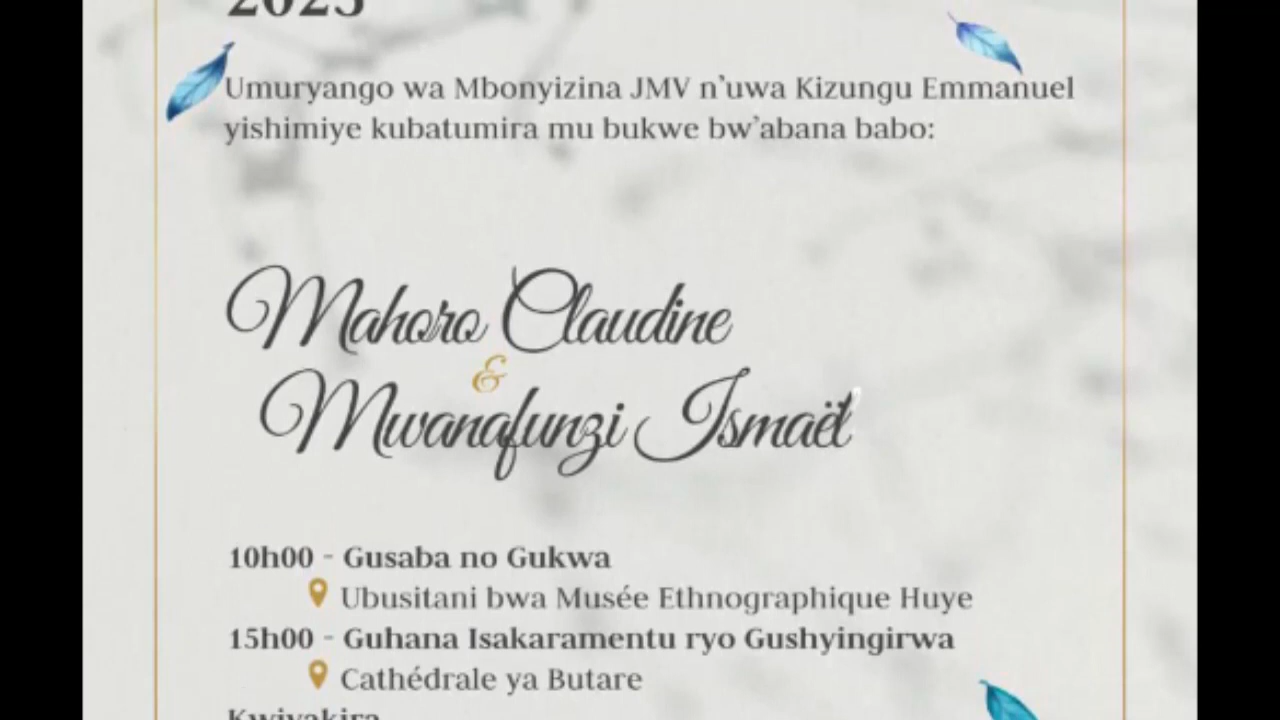 Umuryango wa Mbonyizina JMV n'uwa Kizungu Emmanuel
yishimiye kubatumira mu bukwe bw'abana babo:
Mahoro Claudine
&
Mwanafunzi Ismaël
10h00 - Gusaba no Gukwa
Ubusitani bwa Musée Ethnographique Huye
15h00 - Guhana Isakaramentu ryo Gushyingirwa
Cathédrale ya Butare